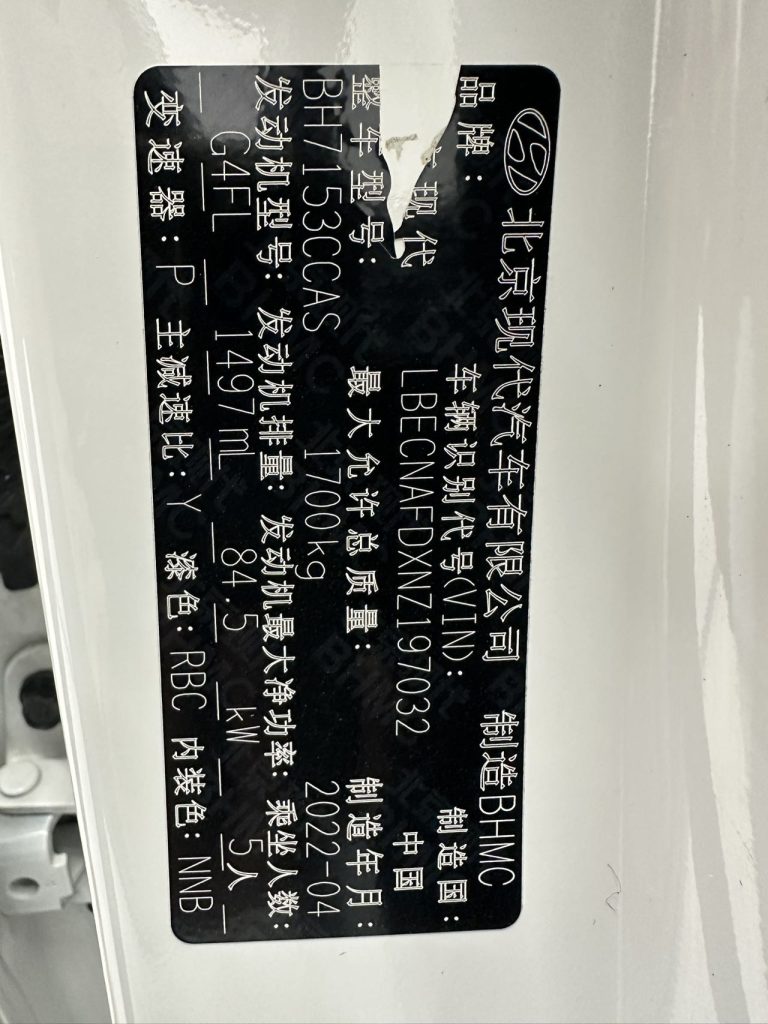 北京现代汽车有限公司 制造BHMC
品牌: 车辆识别代号(VIN): 制造国:
现代 LBECNAFDXNZ197032 中国
整车型号: 最大允许总质量: 制造年月:
BH7153CCAS 1700kg 2022-04
发动机型号: 发动机排量: 发动机最大净功率: 乘坐人数:
G4FL 1497mL 84.5 kW 5人
变速器: P 主减速比: Y 漆色: RBC 内装色: NNB